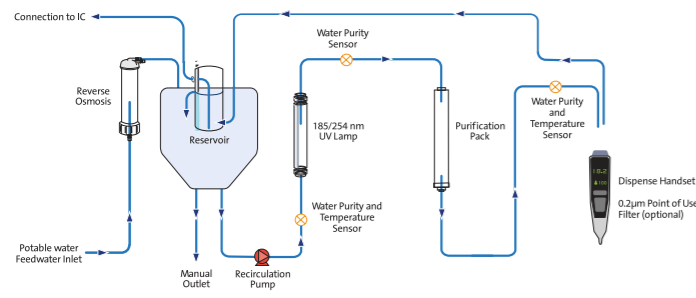 Connection to IC
Water Purity
Sensor
Reverse
Osmosis
Reservoir
185/254 nm
UV Lamp
Purification
Pack
Water Purity
and
Temperature
Sensor
18.2
Dispense Handset
0.2µm Point of Use
Filter (optional)
Water Purity and
Temperature
Sensor
Potable water
Feedwater Inlet
Manual
Outlet
Recirculation
Pump